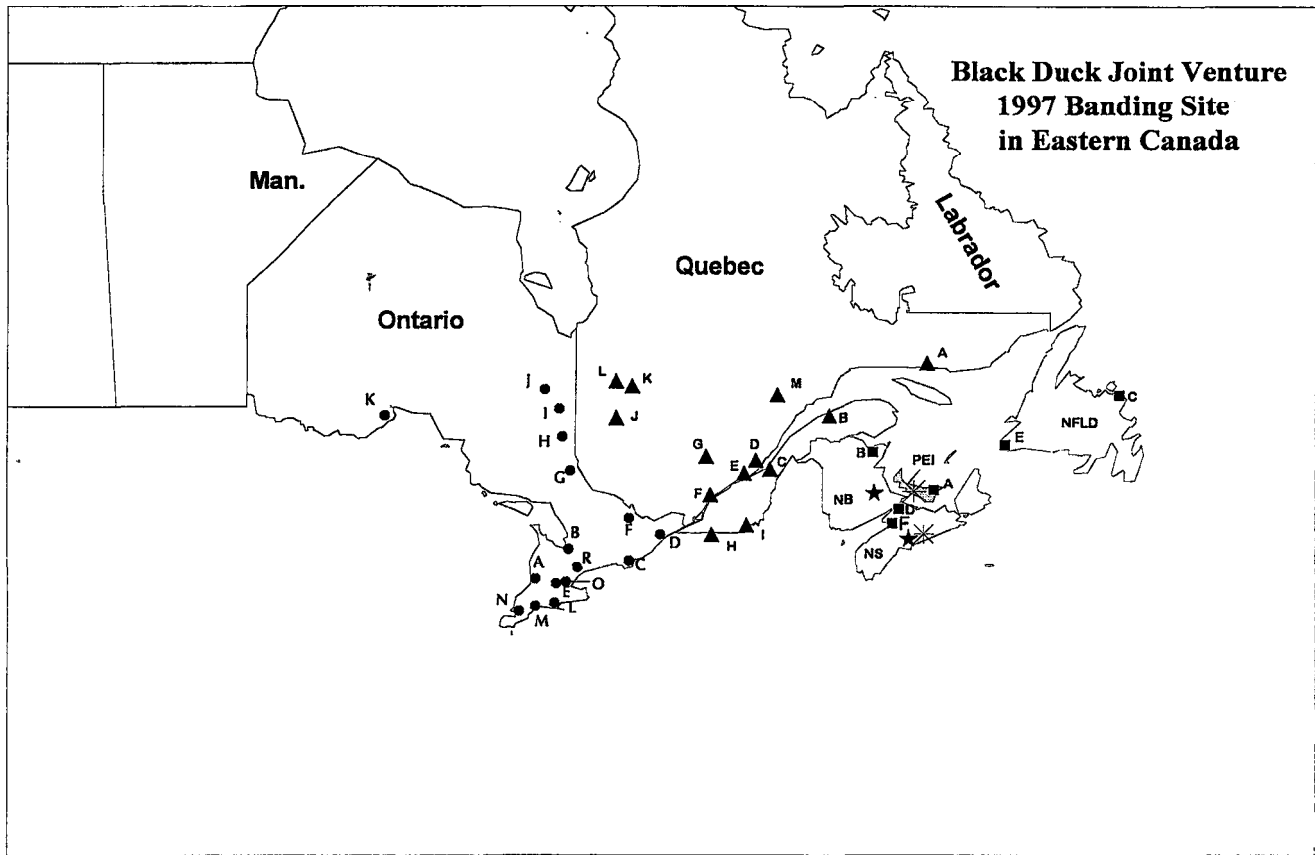 Black Duck Joint Venture
1997 Banding Site
in Eastern Canada
Man.
Labrador
Quebec
Ontario
A
L
K
J
M
J
K
I
B
C
H
G
D
B
PEI
E
NFLD
G
E
C
A
F
NB
F
D
D
F
I
H
NS
B
C
R
A
E
O
N
M
L